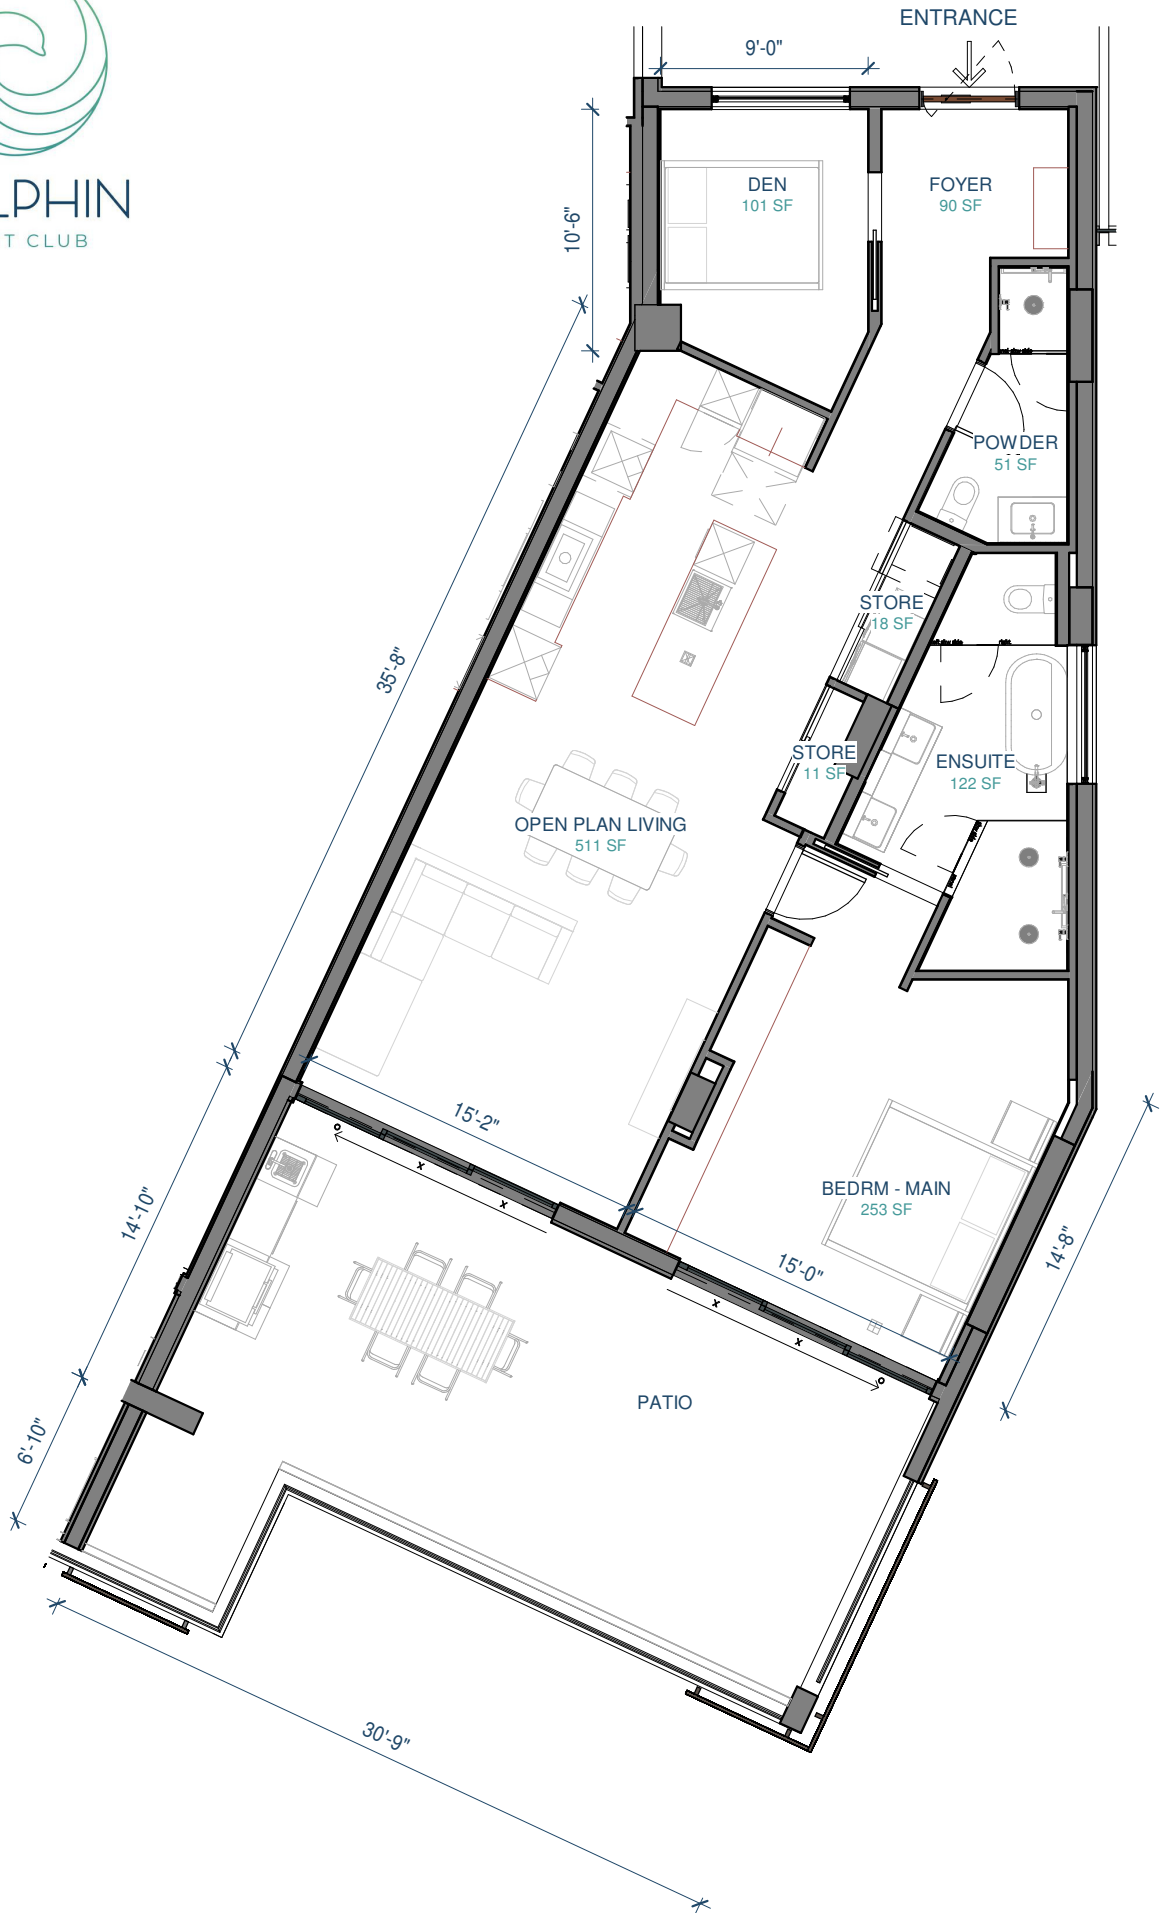 ENTRANCE
9'-0"
LPHIN
T CLUB
DEN
101 SF
FOYER
90 SF
10'-6"
POWDER
51 SF
STORE
18 SF
35'-8"
STORE
11 SF
ENSUITE
122 SF
OPEN PLAN LIVING
511 SF
15'-2"
x
x
BEDRM - MAIN
253 SF
14'-10"
14'-8"
15'-0"
x
x
PATIO
6'-10"
30'-9"